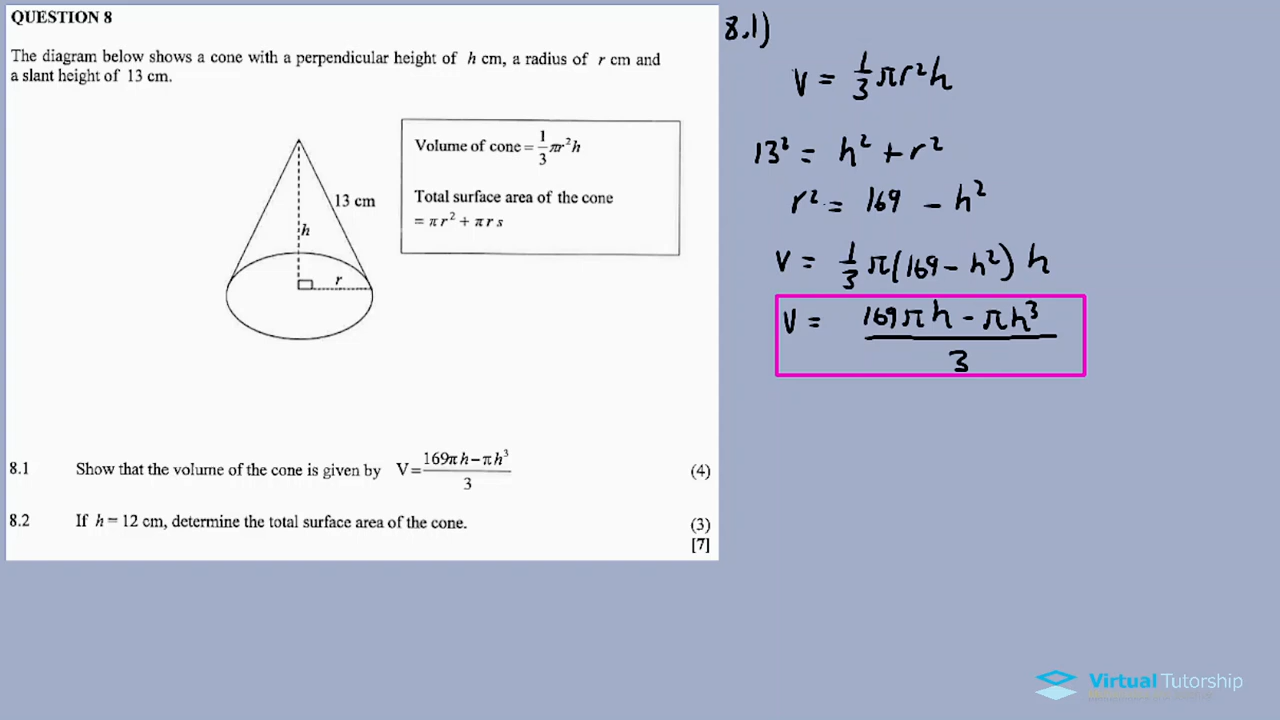 QUESTION 8
The diagram below shows a cone with a perpendicular height of h cm, a radius of r cm and
a slant height of 13 cm.
13 cm
h
r
Volume of cone = 1/3 πr²h
Total surface area of the cone
= π r² + π r s
8.1 Show that the volume of the cone is given by V = (169πh − πh³)/3 (4)
8.2 If h = 12 cm, determine the total surface area of the cone. (3)
[7]
8.1)
V = 1/3 πr²h
13² = h² + r²
r² = 169 − h²
V = 1/3 π(169 − h²) h
V = (169πh − πh³)/3
Virtual Tutorship